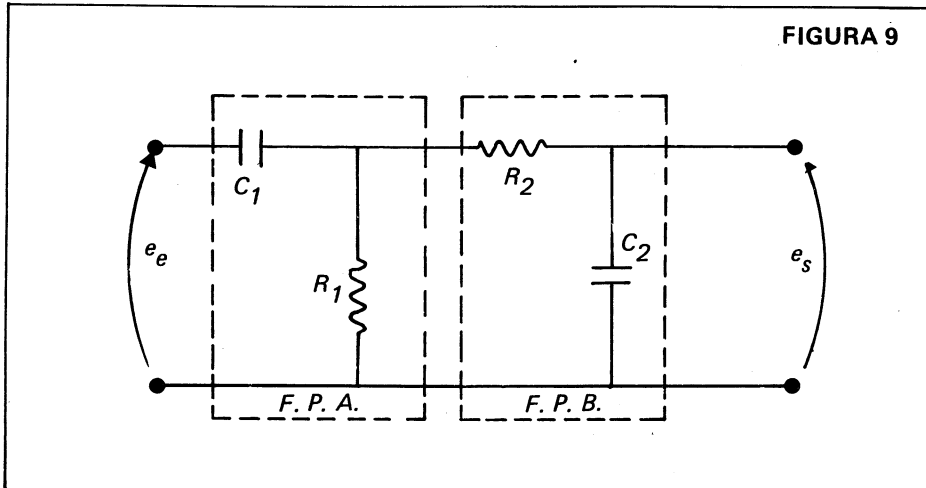 FIGURA 9
C1
R2
ee
R1
C2
es
F. P. A.
F. P. B.